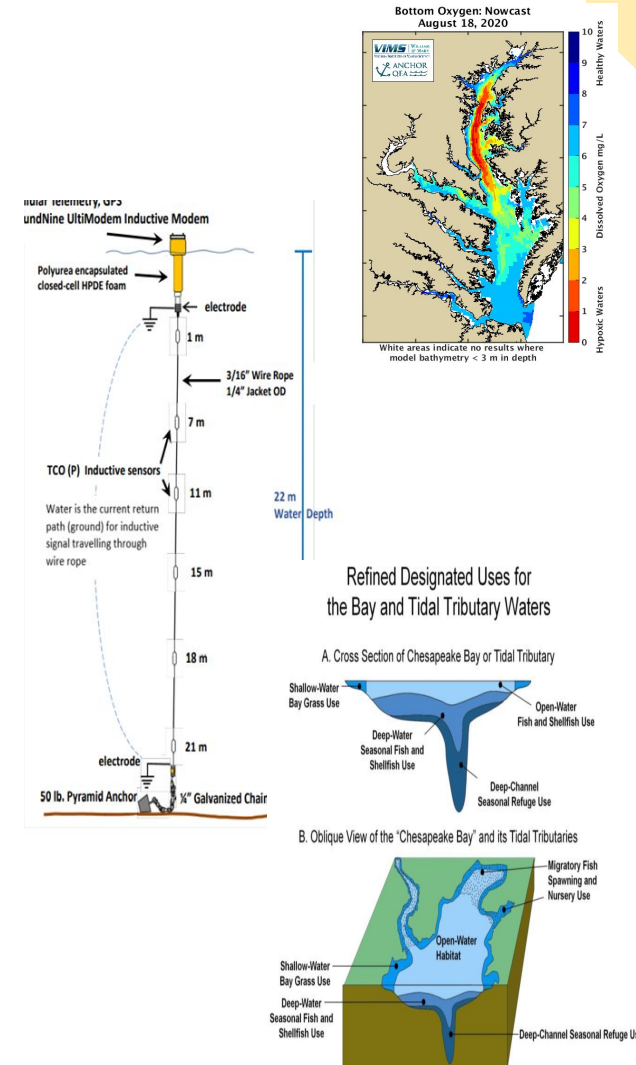 Bottom Oxygen: Nowcast
August 18, 2020
VIMS | WILLIAM
& MARY
ANCHOR
QEA
10
9
8
7
6
5
4
3
2
1
0
Healthy Waters
Dissolved Oxygen mg/L
Hypoxic Waters
White areas indicate no results where
model bathymetry < 3 m in depth
Telemetry, GPS
undNine UltiModem Inductive Modem
Polyurea encapsulated
closed-cell HPDE foam
electrode
1 m
3/16" Wire Rope
1/4" Jacket OD
7 m
TCO (P) Inductive sensors
11 m
Water is the current return
path (ground) for inductive
signal travelling through
wire rope
22 m
Water Depth
15 m
18 m
21 m
electrode
50 lb. Pyramid Anchor
¼" Galvanized Chain
Refined Designated Uses for
the Bay and Tidal Tributary Waters
A. Cross Section of Chesapeake Bay or Tidal Tributary
Shallow-Water
Bay Grass Use
Open-Water
Fish and Shellfish Use
Deep-Water
Seasonal Fish and
Shellfish Use
Deep-Channel
Seasonal Refuge Use
B. Oblique View of the "Chesapeake Bay" and its Tidal Tributaries
Migratory Fish
Spawning and
Nursery Use
Open-Water
Habitat
Shallow-Water
Bay Grass Use
Deep-Water
Seasonal Fish and
Shellfish Use
Deep-Channel Seasonal Refuge Us